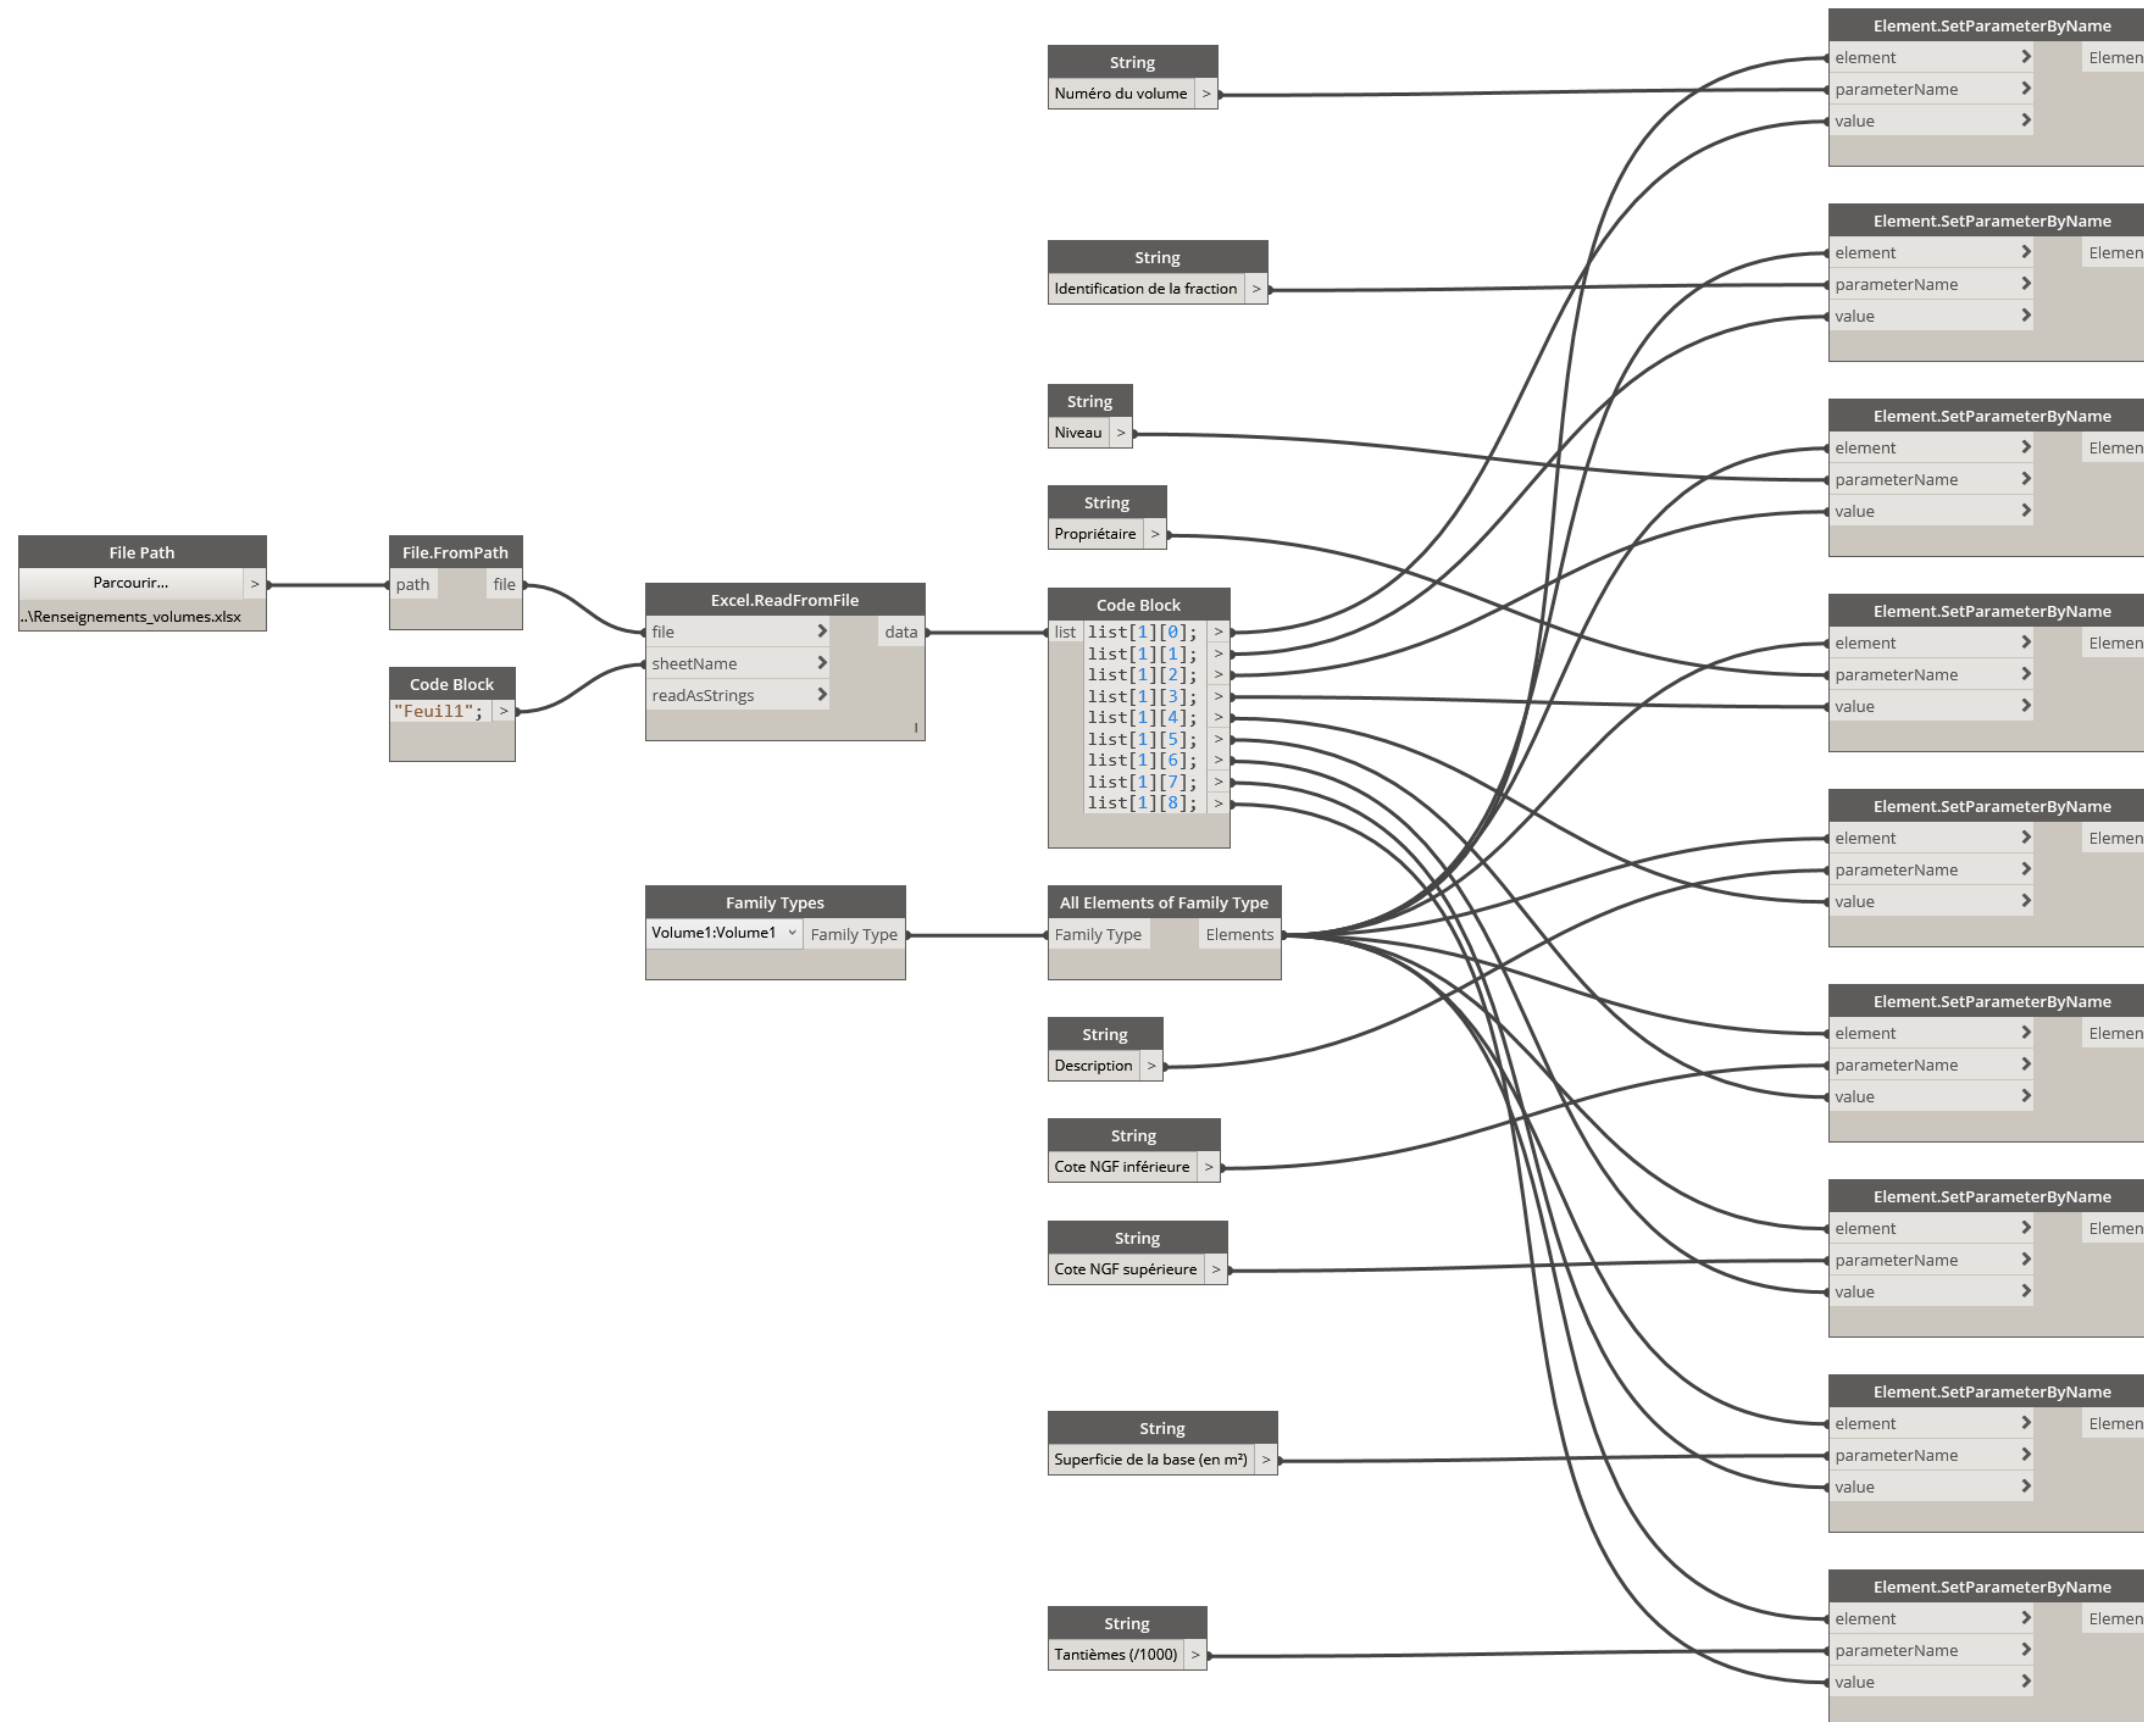 File Path
Parcourir... >
..\Renseignements_volumes.xlsx
File.FromPath
path file
Code Block
"Feuil1"; >
Excel.ReadFromFile
file data
sheetName
readAsStrings
l
Family Types
Volume1:Volume1 Family Type
String
Numéro du volume >
String
Identification de la fraction >
String
Niveau >
String
Propriétaire >
Code Block
list list[1][0]; >
list[1][1]; >
list[1][2]; >
list[1][3]; >
list[1][4]; >
list[1][5]; >
list[1][6]; >
list[1][7]; >
list[1][8]; >
All Elements of Family Type
Family Type Elements
String
Description >
String
Cote NGF inférieure >
String
Cote NGF supérieure >
String
Superficie de la base (en m²) >
String
Tantièmes (/1000) >
Element.SetParameterByName
element Elemen
parameterName
value
Element.SetParameterByName
element Elemen
parameterName
value
Element.SetParameterByName
element Elemen
parameterName
value
Element.SetParameterByName
element Elemen
parameterName
value
Element.SetParameterByName
element Elemen
parameterName
value
Element.SetParameterByName
element Elemen
parameterName
value
Element.SetParameterByName
element Elemen
parameterName
value
Element.SetParameterByName
element Elemen
parameterName
value
Element.SetParameterByName
element Elemen
parameterName
value